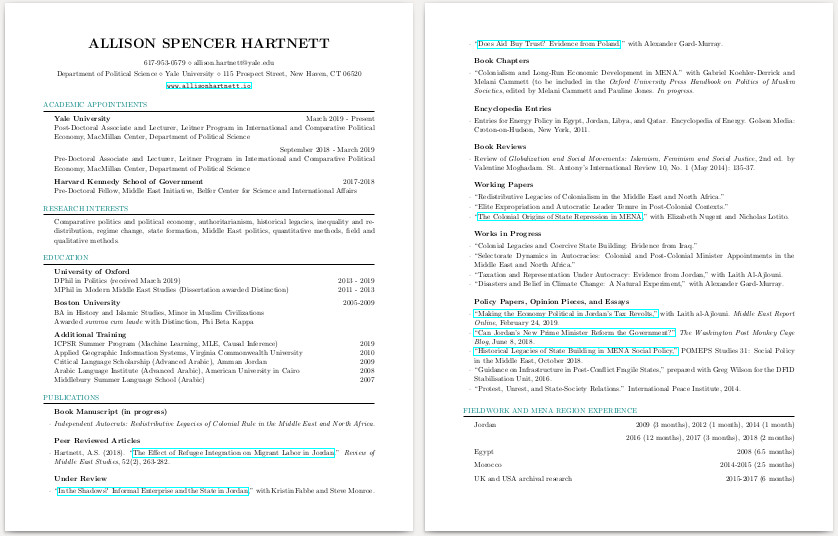 ALLISON SPENCER HARTNETT
617-953-0579 ⋄ allison.hartnett@yale.edu
Department of Political Science ⋄ Yale University ⋄ 115 Prospect Street, New Haven, CT 06520
www.allisonhartnett.io
ACADEMIC APPOINTMENTS
Yale University March 2019 - Present
Post-Doctoral Associate and Lecturer, Leitner Program in International and Comparative Political
Economy, MacMillan Center, Department of Political Science
September 2018 - March 2019
Pre-Doctoral Associate and Lecturer, Leitner Program in International and Comparative Political
Economy, MacMillan Center, Department of Political Science
Harvard Kennedy School of Government 2017-2018
Pre-Doctoral Fellow, Middle East Initiative, Belfer Center for Science and International Affairs
RESEARCH INTERESTS
Comparative politics and political economy, authoritarianism, historical legacies, inequality and re-
distribution, regime change, state formation, Middle East politics, quantitative methods, field and
qualitative methods.
EDUCATION
University of Oxford
DPhil in Politics (received March 2019) 2013 - 2019
MPhil in Modern Middle East Studies (Dissertation awarded Distinction) 2011 - 2013
Boston University 2005-2009
BA in History and Islamic Studies, Minor in Muslim Civilizations
Awarded summa cum laude with Distinction, Phi Beta Kappa
Additional Training
ICPSR Summer Program (Machine Learning, MLE, Causal Inference) 2019
Applied Geographic Information Systems, Virginia Commonwealth University 2010
Critical Language Scholarship (Advanced Arabic), Amman, Jordan 2009
Arabic Language Institute (Advanced Arabic), American University in Cairo 2008
Middlebury Summer Language School (Arabic) 2007
PUBLICATIONS
Book Manuscript (in progress)
· Independent Autocrats: Redistributive Legacies of Colonial Rule in the Middle East and North Africa.
Peer Reviewed Articles
· Hartnett, A.S. (2018). "The Effect of Refugee Integration on Migrant Labor in Jordan." Review of
Middle East Studies, 52(2), 263-282.
Under Review
· "In the Shadows? Informal Enterprise and the State in Jordan," with Kristin Fabbe and Steve Monroe.
· "Does Aid Buy Trust? Evidence from Poland," with Alexander Gard-Murray.
Book Chapters
· "Colonialism and Long-Run Economic Development in MENA." with Gabriel Koehler-Derrick and
Melani Cammett (to be included in the Oxford University Press Handbook on Politics of Muslim
Societies, edited by Melani Cammett and Pauline Jones. In progress.
Encyclopedia Entries
· Entries for Energy Policy in Egypt, Jordan, Libya, and Qatar. Encyclopedia of Energy. Golson Media:
Croton-on-Hudson, New York, 2011.
Book Reviews
· Review of Globalization and Social Movements: Islamism, Feminism and Social Justice, 2nd ed. by
Valentine Moghadam. St. Antony's International Review 10, No. 1 (May 2014): 135-37.
Working Papers
· "Redistributive Legacies of Colonialism in the Middle East and North Africa."
· "Elite Expropriation and Autocratic Leader Tenure in Post-Colonial Contexts."
· "The Colonial Origins of State Repression in MENA" with Elizabeth Nugent and Nicholas Lotito.
Works in Progress
· "Colonial Legacies and Coercive State Building: Evidence from Iraq."
· "Selectorate Dynamics in Autocracies: Colonial and Post-Colonial Minister Appointments in the
Middle East and North Africa."
· "Taxation and Representation Under Autocracy: Evidence from Jordan," with Laith Al-Ajlouni.
· "Disasters and Belief in Climate Change: A Natural Experiment," with Alexander Gard-Murray.
Policy Papers, Opinion Pieces, and Essays
· "Making the Economy Political in Jordan's Tax Revolts," with Laith al-Ajlouni. Middle East Report
Online, February 24, 2019.
· "Can Jordan's New Prime Minister Reform the Government?" The Washington Post Monkey Cage
Blog, June 8, 2018.
· "Historical Legacies of State Building in MENA Social Policy," POMEPS Studies 31: Social Policy
in the Middle East, October 2018.
· "Guidance on Infrastructure in Post-Conflict Fragile States," prepared with Greg Wilson for the DFID
Stabilisation Unit, 2016.
· "Protest, Unrest, and State-Society Relations." International Peace Institute, 2014.
FIELDWORK AND MENA REGION EXPERIENCE
Jordan 2009 (3 months), 2012 (1 month), 2014 (1 month)
2016 (12 months), 2017 (3 months), 2018 (2 months)
Egypt 2008 (6.5 months)
Morocco 2014-2015 (2.5 months)
UK and USA archival research 2015-2017 (6 months)